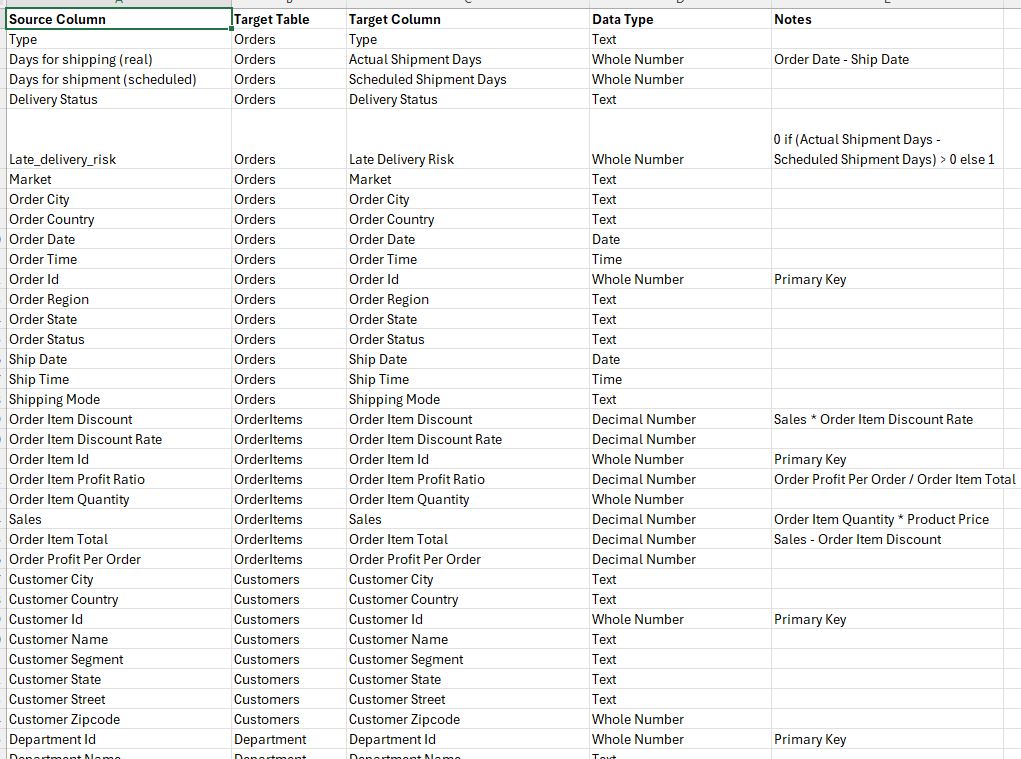 Source Column Target Table Target Column Data Type Notes
Type Orders Type Text
Days for shipping (real) Orders Actual Shipment Days Whole Number Order Date - Ship Date
Days for shipment (scheduled) Orders Scheduled Shipment Days Whole Number
Delivery Status Orders Delivery Status Text
0 if (Actual Shipment Days -
Late_delivery_risk Orders Late Delivery Risk Whole Number Scheduled Shipment Days) > 0 else 1
Market Orders Market Text
Order City Orders Order City Text
Order Country Orders Order Country Text
Order Date Orders Order Date Date
Order Time Orders Order Time Time
Order Id Orders Order Id Whole Number Primary Key
Order Region Orders Order Region Text
Order State Orders Order State Text
Order Status Orders Order Status Text
Ship Date Orders Ship Date Date
Ship Time Orders Ship Time Time
Shipping Mode Orders Shipping Mode Text
Order Item Discount OrderItems Order Item Discount Decimal Number Sales * Order Item Discount Rate
Order Item Discount Rate OrderItems Order Item Discount Rate Decimal Number
Order Item Id OrderItems Order Item Id Whole Number Primary Key
Order Item Profit Ratio OrderItems Order Item Profit Ratio Decimal Number Order Profit Per Order / Order Item Total
Order Item Quantity OrderItems Order Item Quantity Whole Number
Sales OrderItems Sales Decimal Number Order Item Quantity * Product Price
Order Item Total OrderItems Order Item Total Decimal Number Sales - Order Item Discount
Order Profit Per Order OrderItems Order Profit Per Order Decimal Number
Customer City Customers Customer City Text
Customer Country Customers Customer Country Text
Customer Id Customers Customer Id Whole Number Primary Key
Customer Name Customers Customer Name Text
Customer Segment Customers Customer Segment Text
Customer State Customers Customer State Text
Customer Street Customers Customer Street Text
Customer Zipcode Customers Customer Zipcode Whole Number
Department Id Department Department Id Whole Number Primary Key
Department Name Department Department Name Text